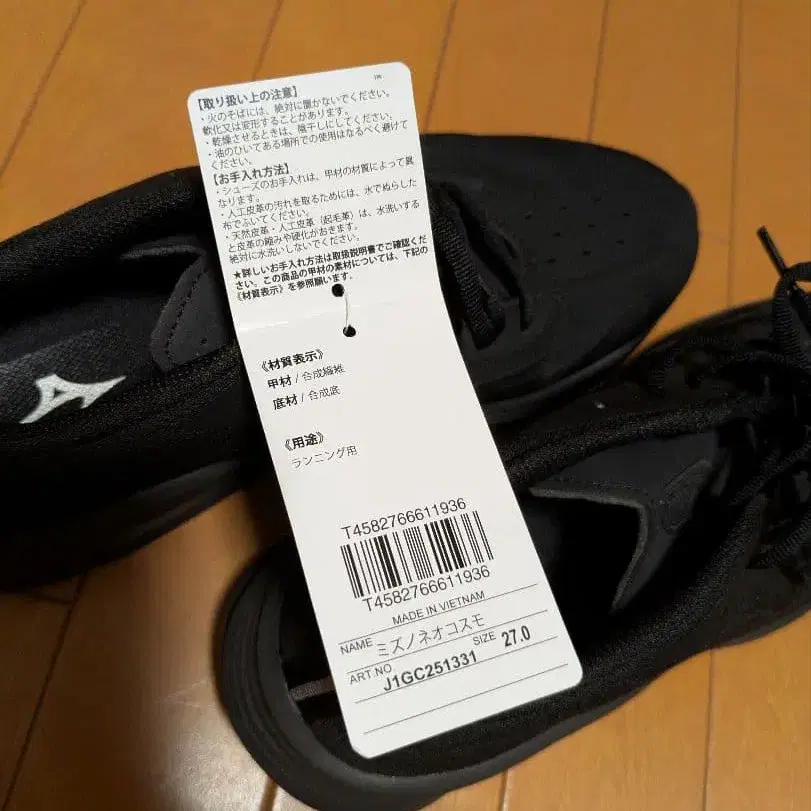 【取り扱い上の注意】
・火のそばには、絶対に置かないでください。
軟化又は変形することがあります。
・乾燥させるときは、陰干しにしてください。
・油のひいてある場所での使用はなるべく避けて
ください。
【お手入れ方法】
・シューズのお手入れは、甲材の材質によって異
なります。
・人工皮革の汚れを取るためには、水でぬらした
布でふいてください。
・天然皮革・人工皮革（起毛革）は、水洗いする
と皮革の縮みや硬化がおきます。
絶対に水洗いしないでください。
★詳しいお手入れ方法は取扱説明書でご確認くだ
さい。この商品の甲材の素材については、下記の
《材質表示》を参照願います。
《材質表示》
甲材 / 合成繊維
底材 / 合成底
《用途》
ランニング用
T4582766611936
T4582766611936
MADE IN VIETNAM
NAME ミズノネオコスモ
ART.NO. J1GC251331 SIZE 27.0